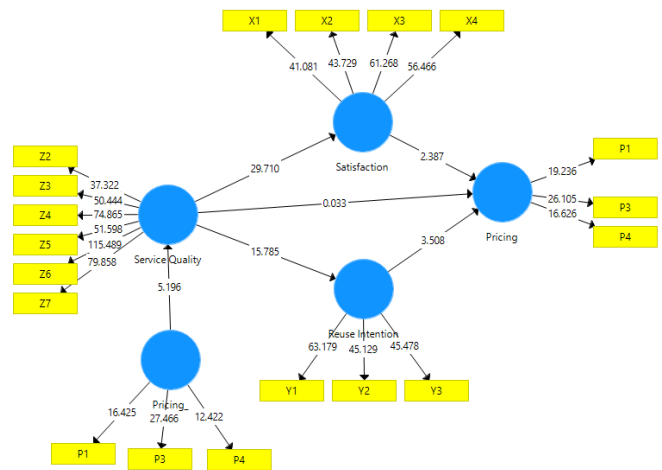 X1
X2
X3
X4
41.081
43.729
61.268
56.466
Satisfaction
Z2
Z3
Z4
Z5
Z6
Z7
37.322
50.444
74.865
51.598
115.489
79.858
Service Quality
29.710
0.033
15.785
5.196
2.387
3.508
Pricing
P1
P3
P4
19.236
26.105
16.626
Reuse Intention
63.179
45.129
45.478
Y1
Y2
Y3
Pricing_
16.425
27.466
12.422
P1
P3
P4